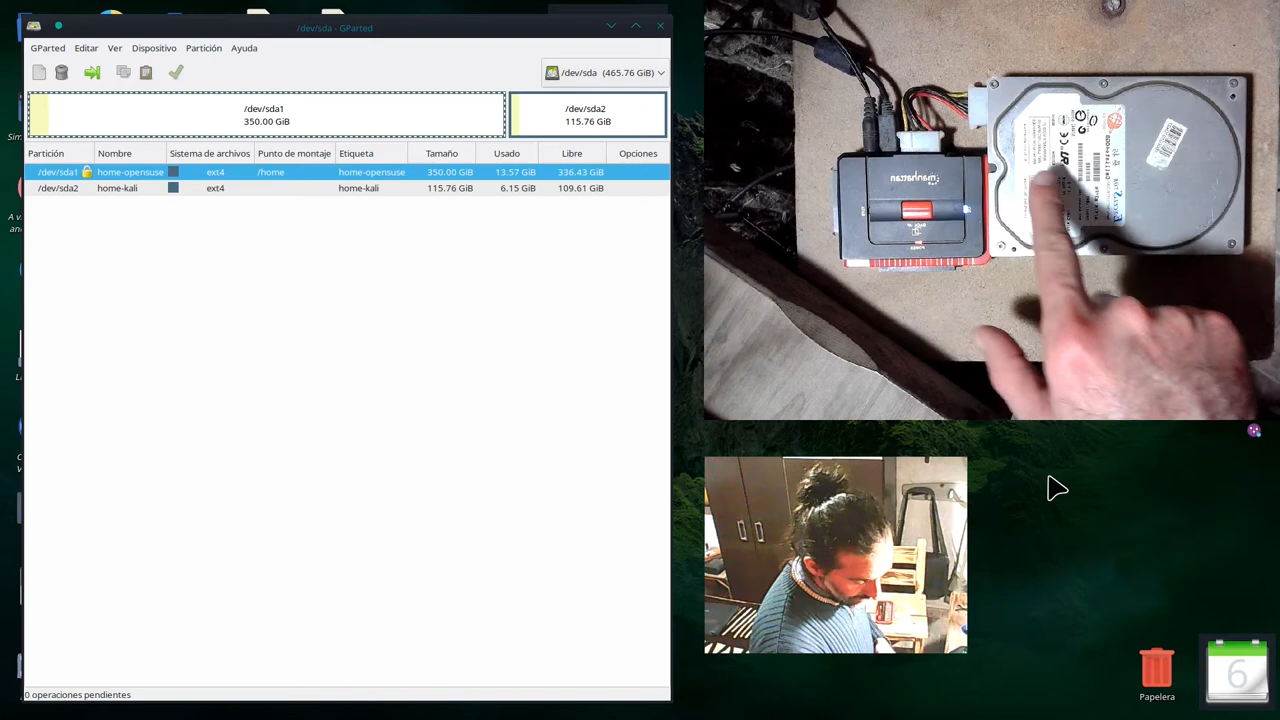 /dev/sda - GParted
GParted Editar Ver Dispositivo Partición Ayuda
/dev/sda (465.76 GiB)
/dev/sda1
350.00 GiB
/dev/sda2
115.76 GiB
Partición Nombre Sistema de archivos Punto de montaje Etiqueta Tamaño Usado Libre Opciones
/dev/sda1 home-opensuse ext4 /home home-opensuse 350.00 GiB 13.57 GiB 336.43 GiB
/dev/sda2 home-kali ext4 home-kali 115.76 GiB 6.15 GiB 109.61 GiB
0 operaciones pendientes
manhattan
POWER
Papelera
6